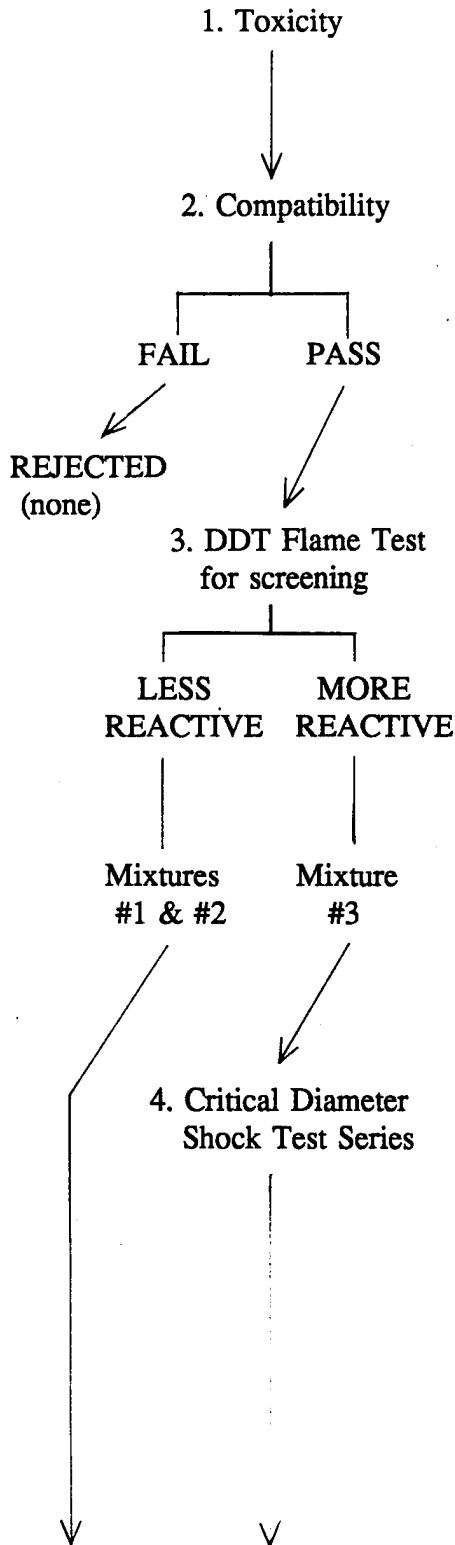 1. Toxicity
2. Compatibility
FAIL
PASS
REJECTED
(none)
3. DDT Flame Test
for screening
LESS
REACTIVE
MORE
REACTIVE
Mixtures
#1 & #2
Mixture
#3
4. Critical Diameter
Shock Test Series